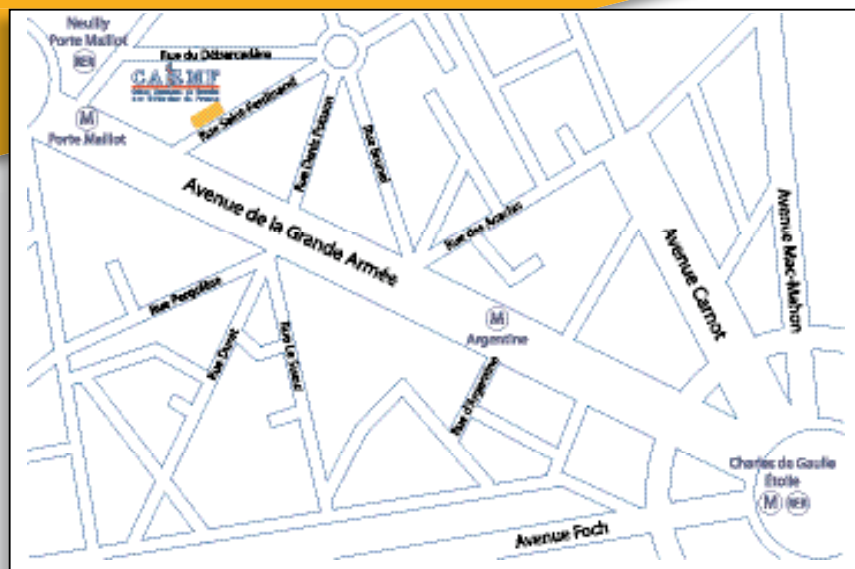 Neuilly
Porte Maillot
RER
Rue du Débarcadère
CARMF
M
Porte Maillot
Rue Saint-Ferdinand
Rue Denis Poisson
Rue Brunel
Avenue de la Grande Armée
Rue des Acacias
Avenue Carnot
Avenue Mac-Mahon
Rue Pergolèse
Rue Duret
Rue Le Sueur
M
Argentine
Rue d'Argentine
Charles de Gaulle
Étoile
M RER
Avenue Foch